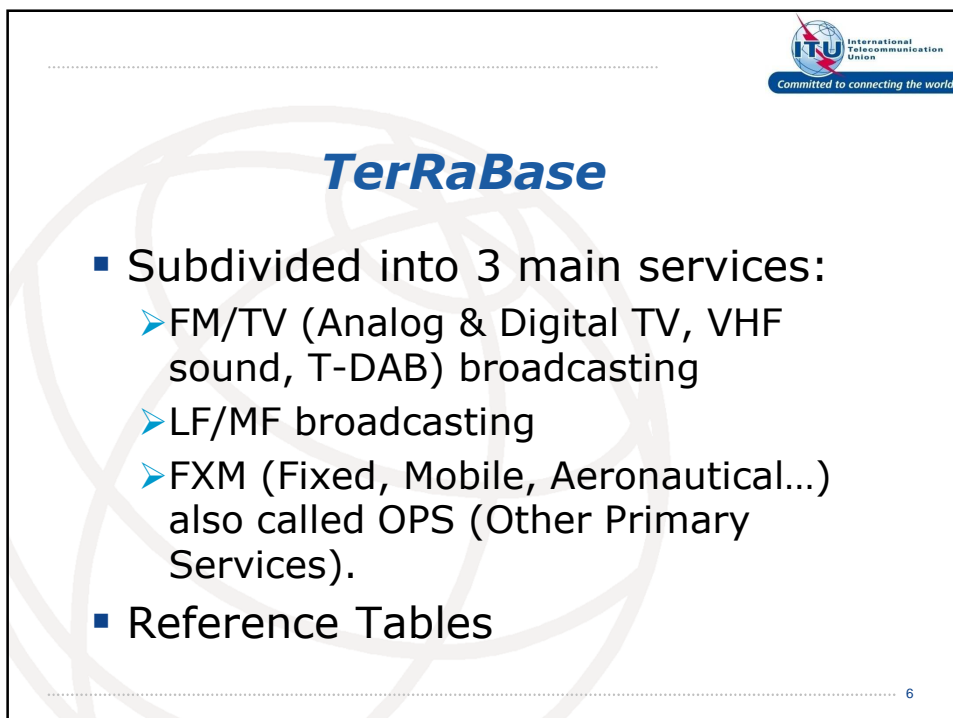 ITU International
Telecommunication
Union
Committed to connecting the world
TerRaBase
▪ Subdivided into 3 main services:
➢FM/TV (Analog & Digital TV, VHF
sound, T-DAB) broadcasting
➢LF/MF broadcasting
➢FXM (Fixed, Mobile, Aeronautical…)
also called OPS (Other Primary
Services).
▪ Reference Tables
6